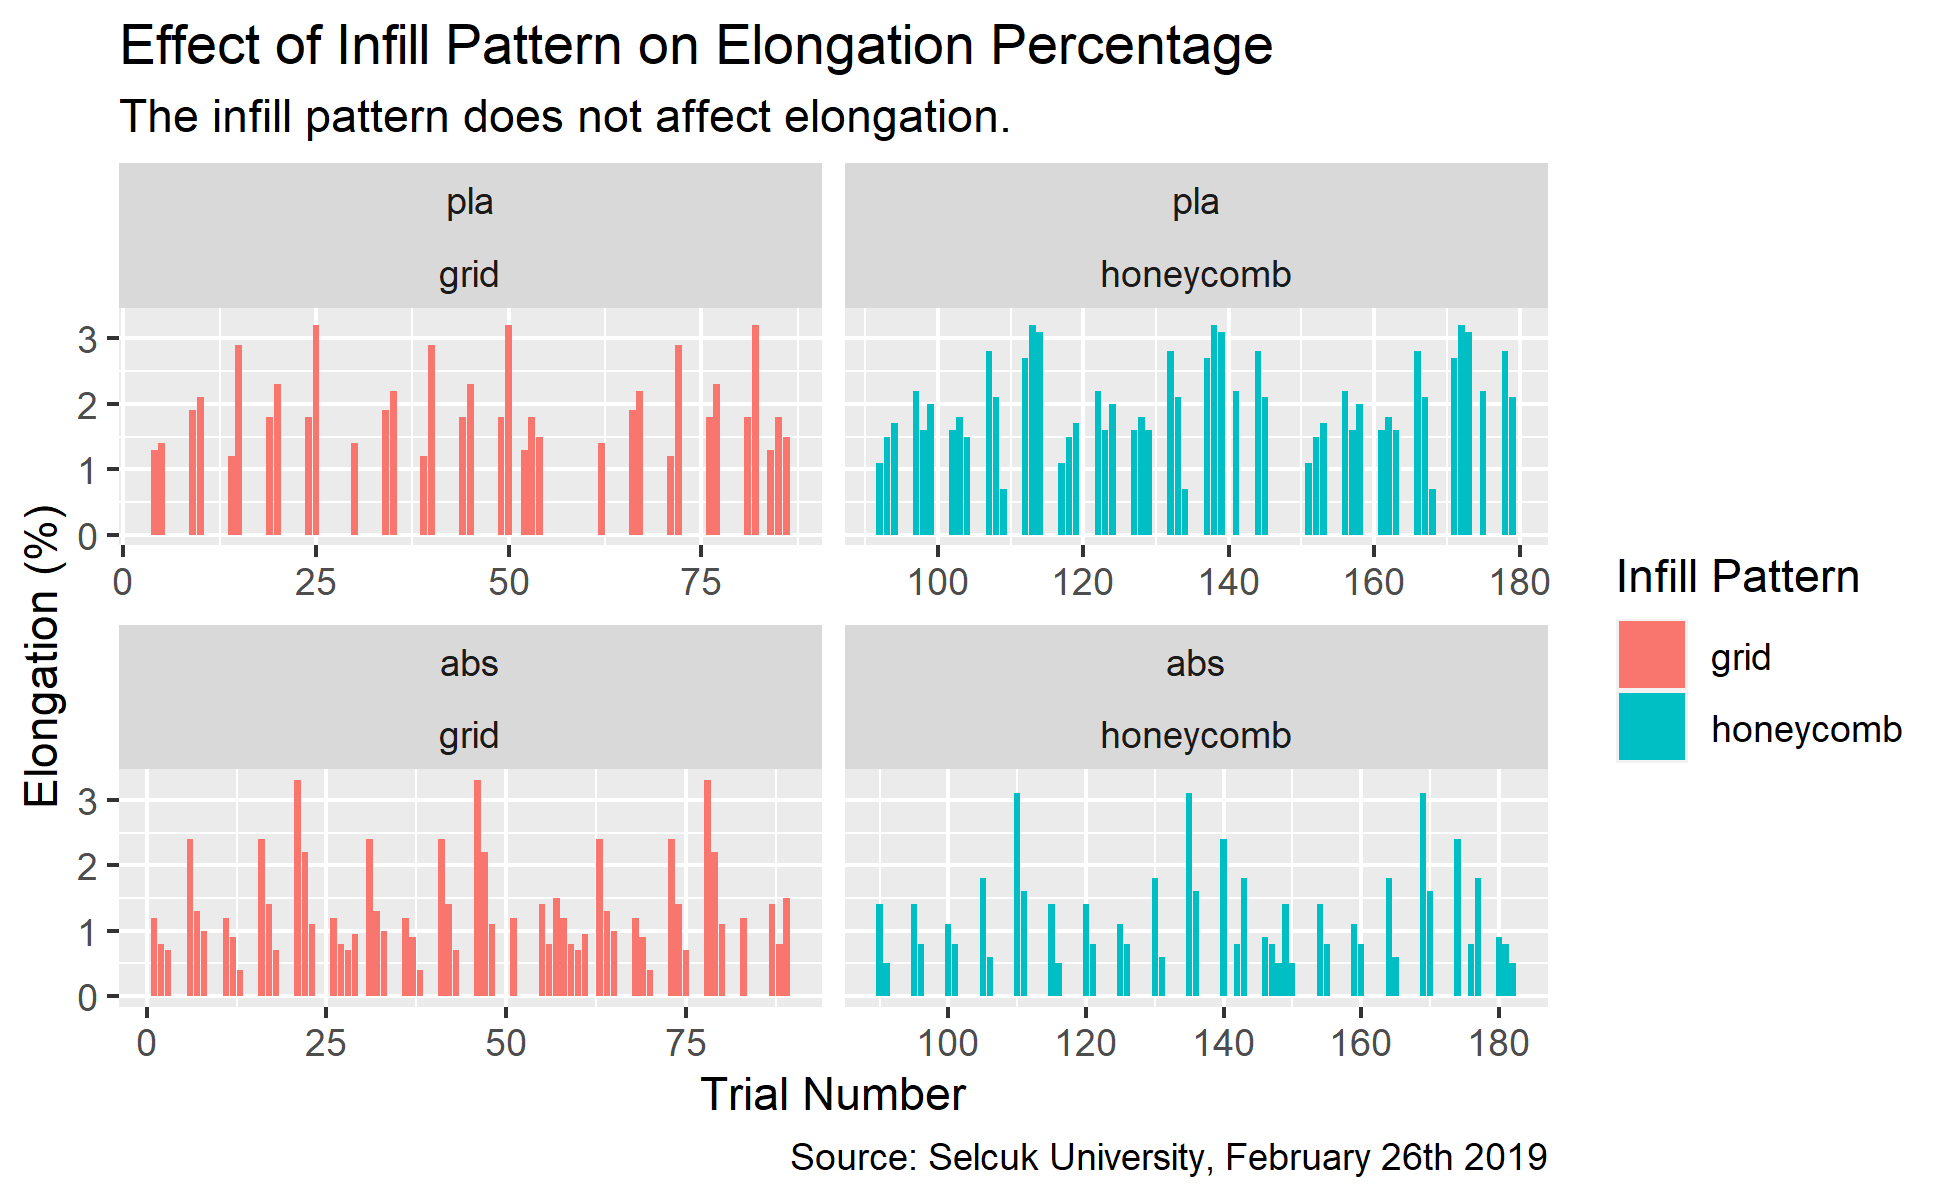 Effect of Infill Pattern on Elongation Percentage
The infill pattern does not affect elongation.
pla
grid
pla
honeycomb
3
2
1
0
0 25 50 75
100 120 140 160 180
abs
grid
abs
honeycomb
3
2
1
0
0 25 50 75
100 120 140 160 180
Elongation (%)
Trial Number
Infill Pattern
grid
honeycomb
Source: Selcuk University, February 26th 2019